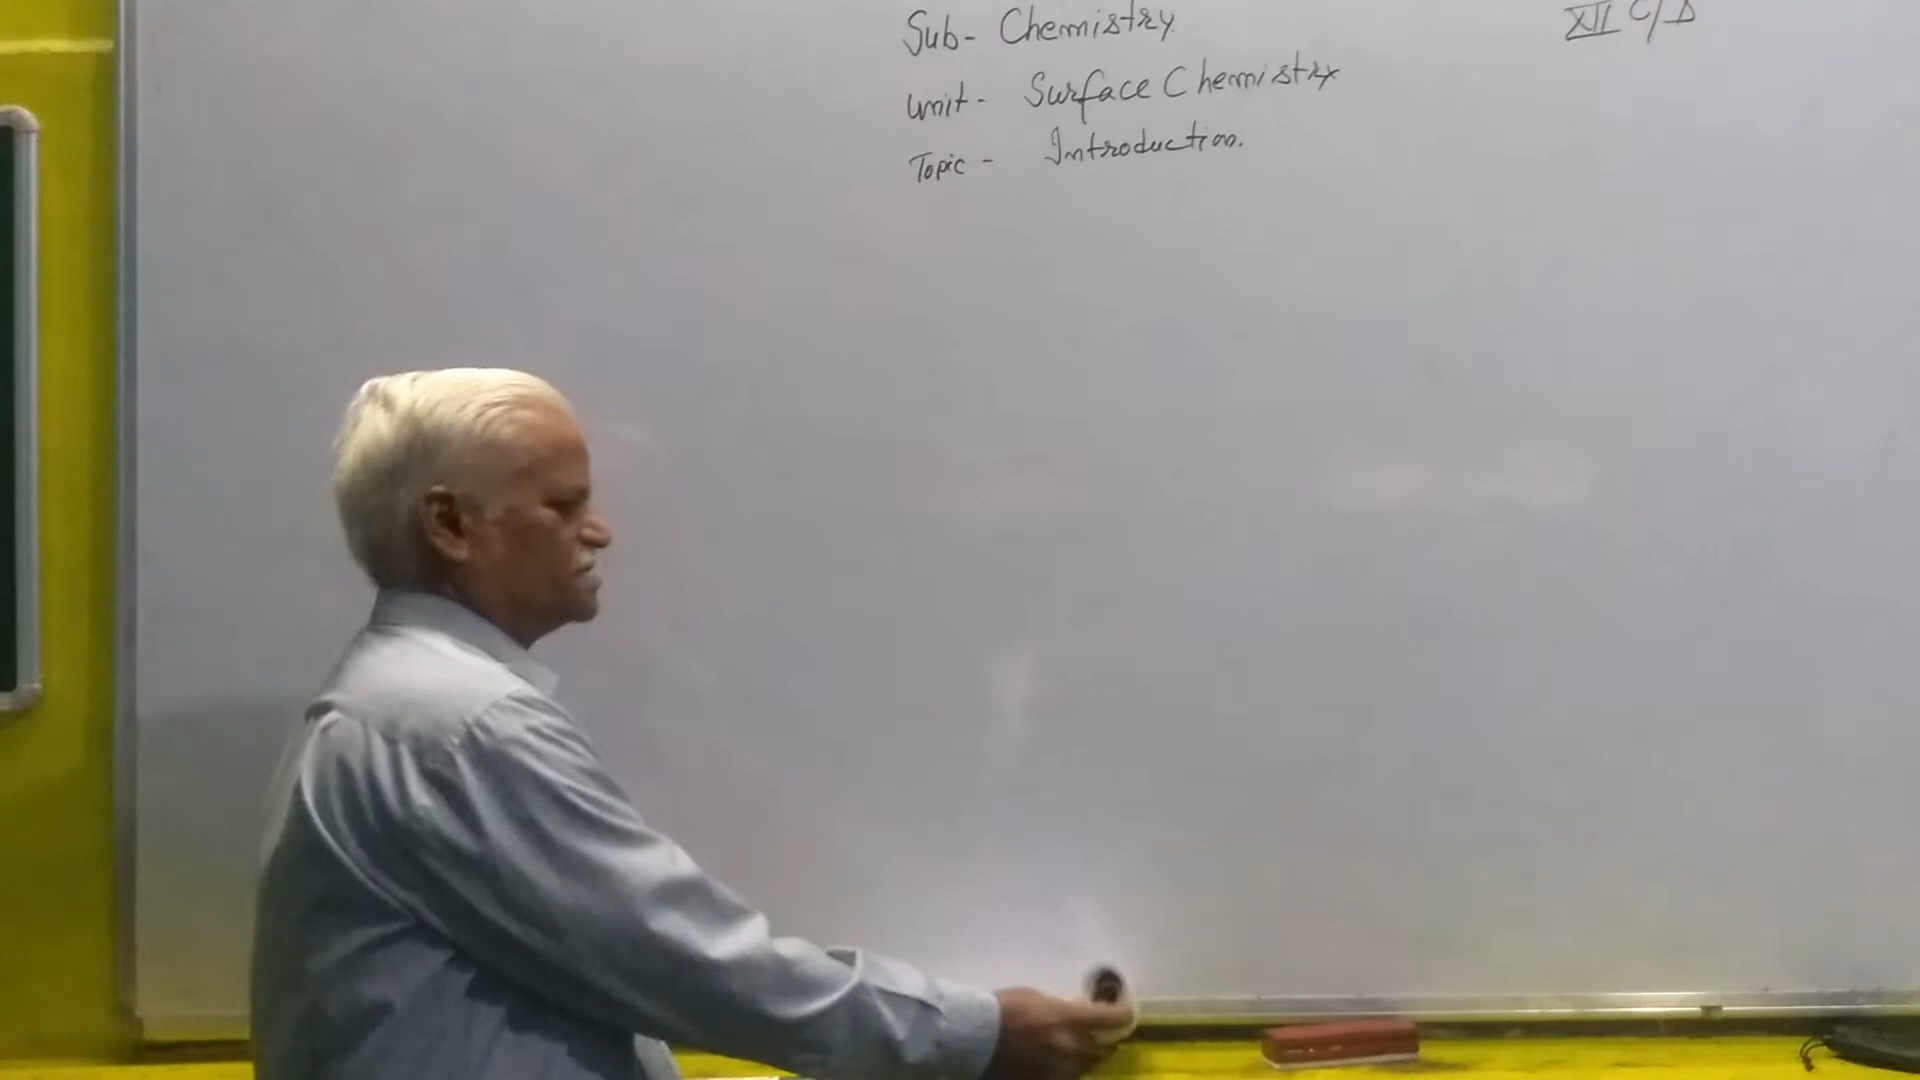 Sub- Chemistry
XII C/D
Unit- Surface Chemistry
Topic - Introduction.